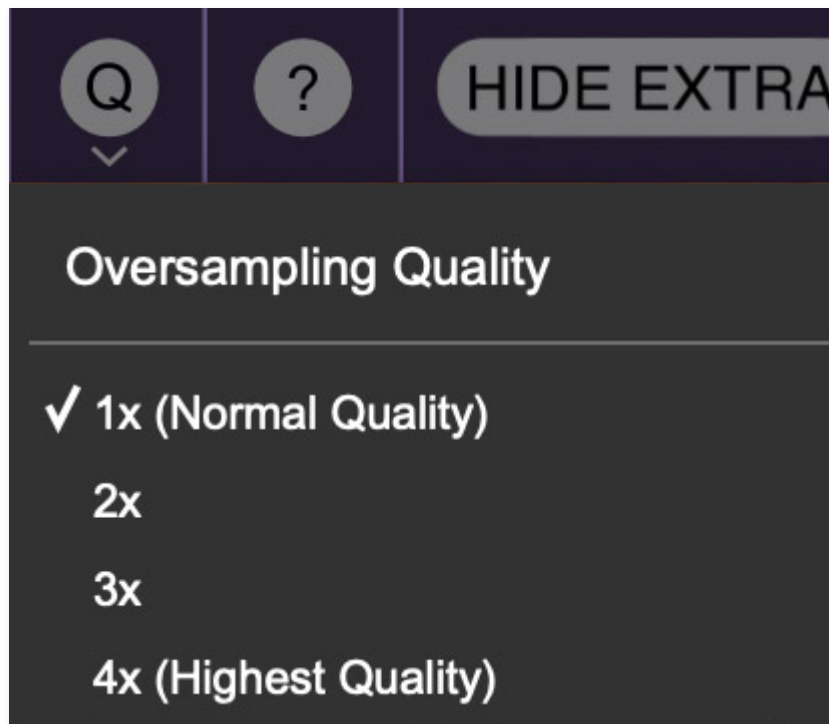 Q ? HIDE EXTRA
Oversampling Quality
✓ 1x (Normal Quality)
2x
3x
4x (Highest Quality)